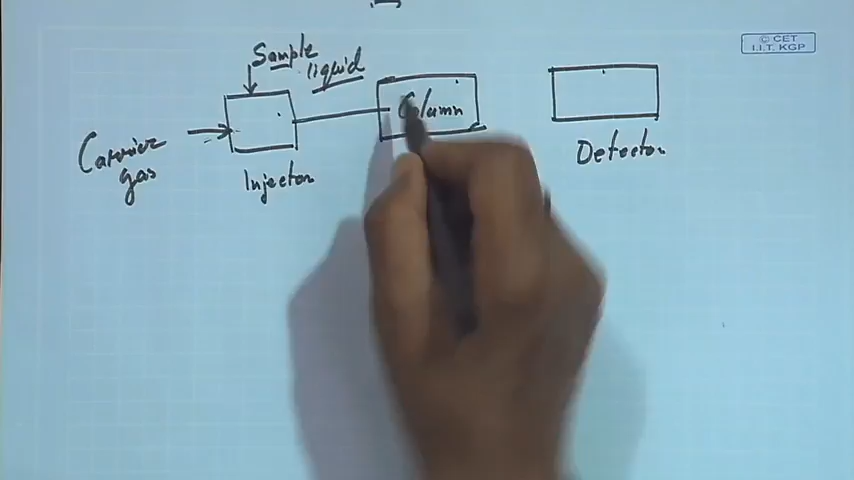 © CET
I.I.T. KGP
Sample
liquid
Column
Carrier
gas
Injector
Detector